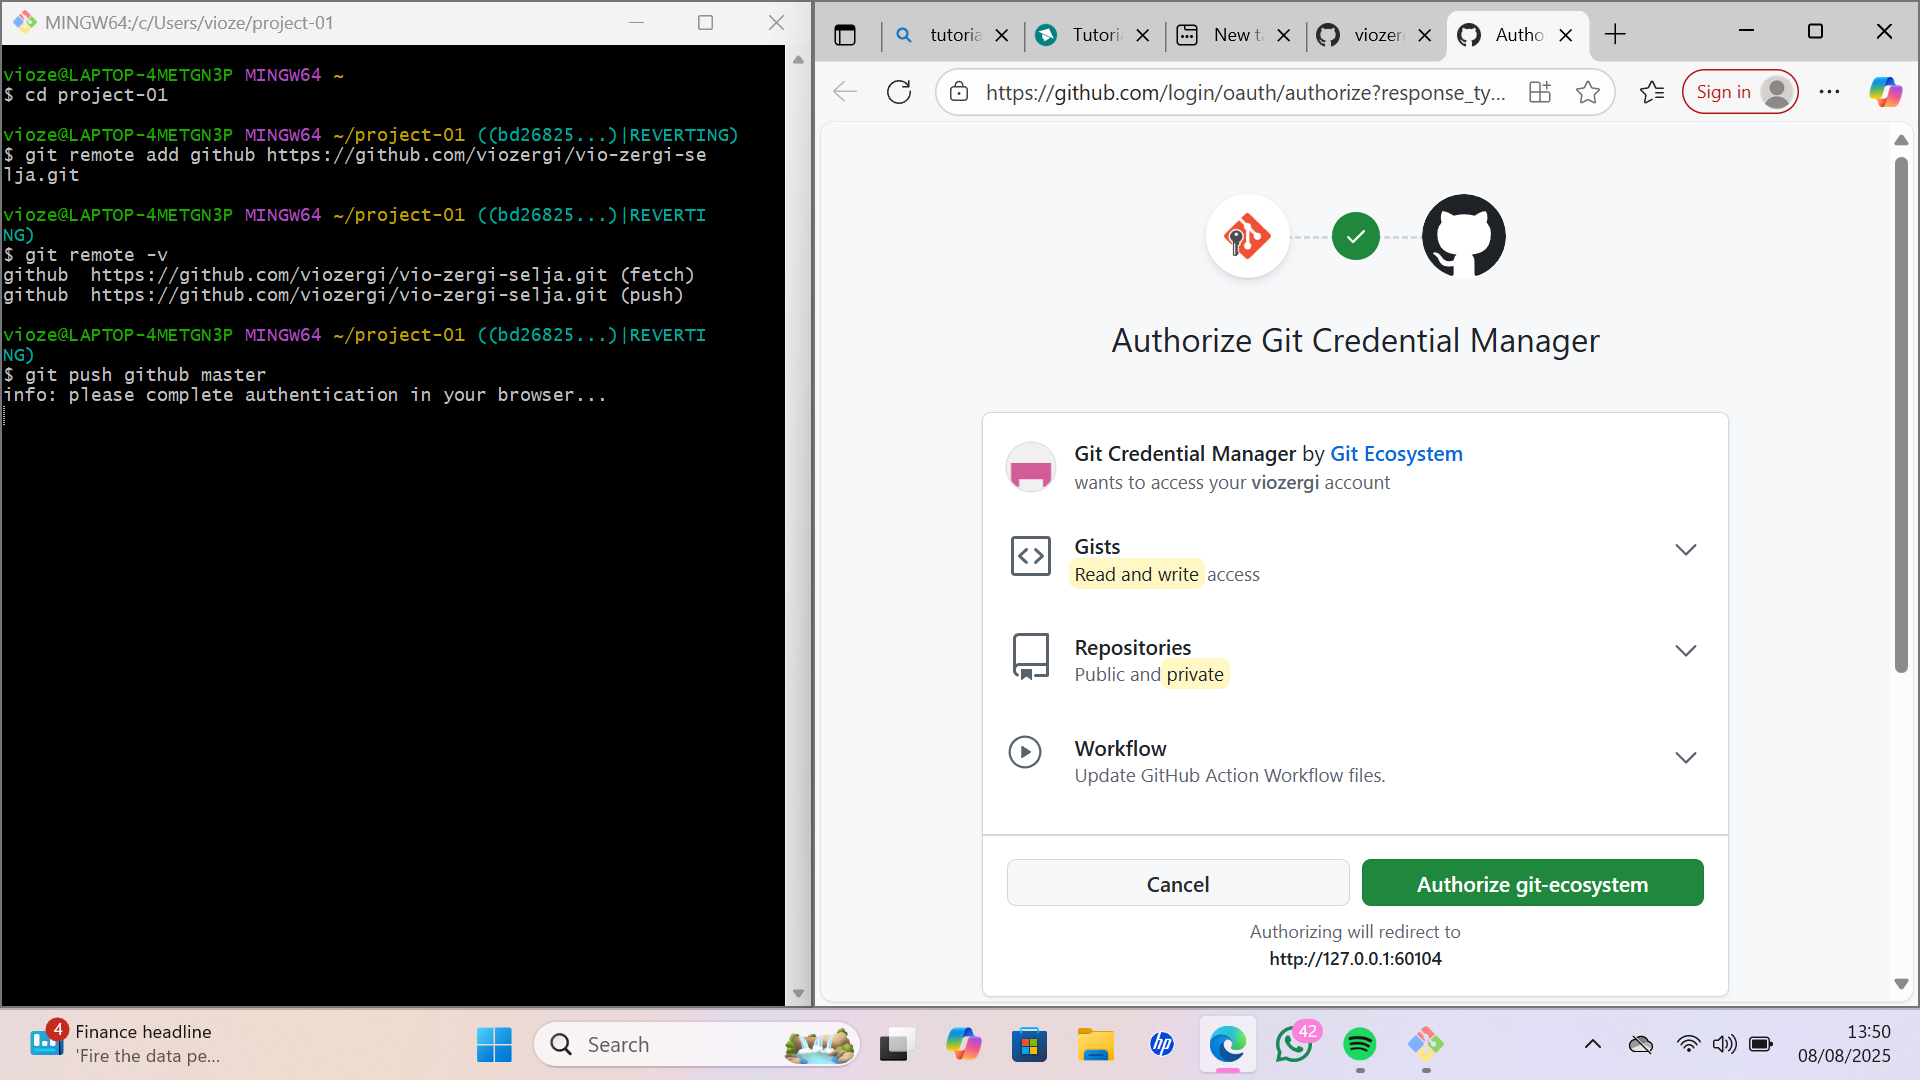 MINGW64:/c/Users/vioze/project-01
vioze@LAPTOP-4METGN3P MINGW64 ~
$ cd project-01
vioze@LAPTOP-4METGN3P MINGW64 ~/project-01 ((bd26825...)|REVERTING)
$ git remote add github https://github.com/viozergi/vio-zergi-se
lja.git
vioze@LAPTOP-4METGN3P MINGW64 ~/project-01 ((bd26825...)|REVERTI
NG)
$ git remote -v
github  https://github.com/viozergi/vio-zergi-selja.git (fetch)
github  https://github.com/viozergi/vio-zergi-selja.git (push)
vioze@LAPTOP-4METGN3P MINGW64 ~/project-01 ((bd26825...)|REVERTI
NG)
$ git push github master
info: please complete authentication in your browser...
tutoria
Tutori
New t
viozer
Autho
https://github.com/login/oauth/authorize?response_ty...
Sign in
Authorize Git Credential Manager
Git Credential Manager by Git Ecosystem
wants to access your viozergi account
Gists
Read and write access
Repositories
Public and private
Workflow
Update GitHub Action Workflow files.
Cancel
Authorize git-ecosystem
Authorizing will redirect to
http://127.0.0.1:60104
4
Finance headline
'Fire the data pe...
Search
hp
42
13:50
08/08/2025